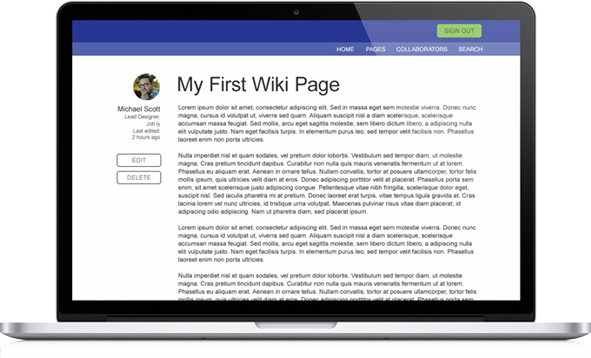 SIGN OUT
HOME PAGES COLLABORATORS SEARCH
My First Wiki Page
Michael Scott
Lead Designer,
Jott.ly
Last edited:
2 hours ago
EDIT
DELETE
Lorem ipsum dolor sit amet, consectetur adipiscing elit. Sed in massa eget sem molestie viverra. Donec nunc
magna, cursus id volutpat ut, viverra sed quam. Aliquam suscipit nisl a diam scelerisque, scelerisque
accumsan massa feugiat. Sed mollis, arcu eget sagittis molestie, sem libero dictum libero, a adipiscing nulla
elit vulputate justo. Nam eget facilisis turpis. In elementum purus leo, sed tempor velit facilisis non. Phasellus
laoreet enim non porta ultricies.
Nulla imperdiet nisl et quam sodales, vel pretium dolor lobortis. Vestibulum sed tempor diam, ut molestie
magna. Cras pretium tincidunt dapibus. Curabitur non nulla quis mauris venenatis fermentum ut at lorem.
Phasellus eu aliquam erat. Aenean in ornare tellus. Nullam convallis, tortor at posuere ullamcorper, tortor felis
mollis ipsum, quis ultricies velit diam at eros. Donec adipiscing porttitor velit at placerat. Phasellus porta sem
enim, sit amet scelerisque justo adipiscing congue. Pellentesque vitae nibh fringilla, scelerisque dolor eget,
suscipit nisl. Sed iaculis pharetra mi at pretium. Donec laoreet erat turpis, vitae tempus ligula gravida at. Cras
lacinia lorem vel nunc ultricies, id tristique urna volutpat. Maecenas pulvinar risus vitae diam placerat, id
adipiscing odio adipiscing. Nam ut pharetra diam, sed placerat ipsum.
Lorem ipsum dolor sit amet, consectetur adipiscing elit. Sed in massa eget sem molestie viverra. Donec nunc
magna, cursus id volutpat ut, viverra sed quam. Aliquam suscipit nisl a diam scelerisque, scelerisque
accumsan massa feugiat. Sed mollis, arcu eget sagittis molestie, sem libero dictum libero, a adipiscing nulla
elit vulputate justo. Nam eget facilisis turpis. In elementum purus leo, sed tempor velit facilisis non. Phasellus
laoreet enim non porta ultricies.
Nulla imperdiet nisl et quam sodales, vel pretium dolor lobortis. Vestibulum sed tempor diam, ut molestie
magna. Cras pretium tincidunt dapibus. Curabitur non nulla quis mauris venenatis fermentum ut at lorem.
Phasellus eu aliquam erat. Aenean in ornare tellus. Nullam convallis, tortor at posuere ullamcorper, tortor felis
mollis ipsum, quis ultricies velit diam at eros. Donec adipiscing porttitor velit at placerat. Phasellus porta sem